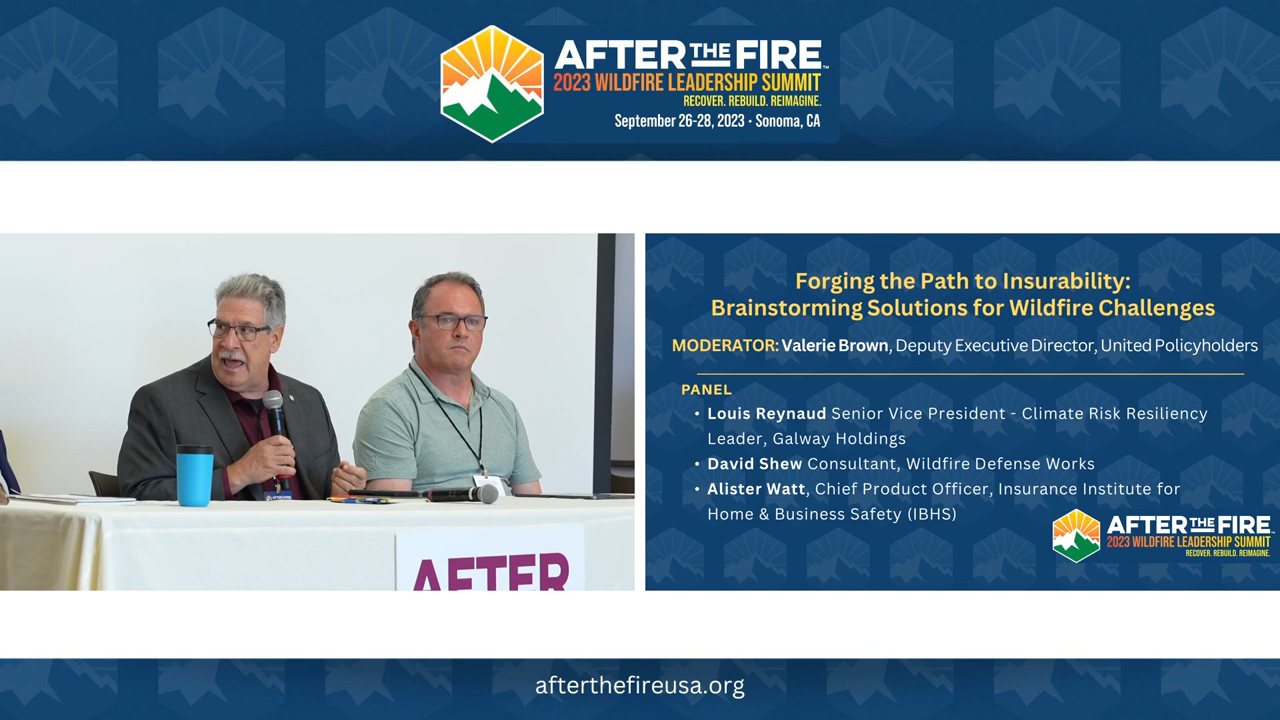 AFTER THE FIRE™
2023 WILDFIRE LEADERSHIP SUMMIT
RECOVER. REBUILD. REIMAGINE.
September 26-28, 2023 • Sonoma, CA
AFTER
Forging the Path to Insurability:
Brainstorming Solutions for Wildfire Challenges
MODERATOR: Valerie Brown, Deputy Executive Director, United Policyholders
PANEL
• Louis Reynaud Senior Vice President - Climate Risk Resiliency
Leader, Galway Holdings
• David Shew Consultant, Wildfire Defense Works
• Alister Watt, Chief Product Officer, Insurance Institute for
Home & Business Safety (IBHS)
AFTER THE FIRE™
2023 WILDFIRE LEADERSHIP SUMMIT
RECOVER. REBUILD. REIMAGINE.
afterthefireusa.org